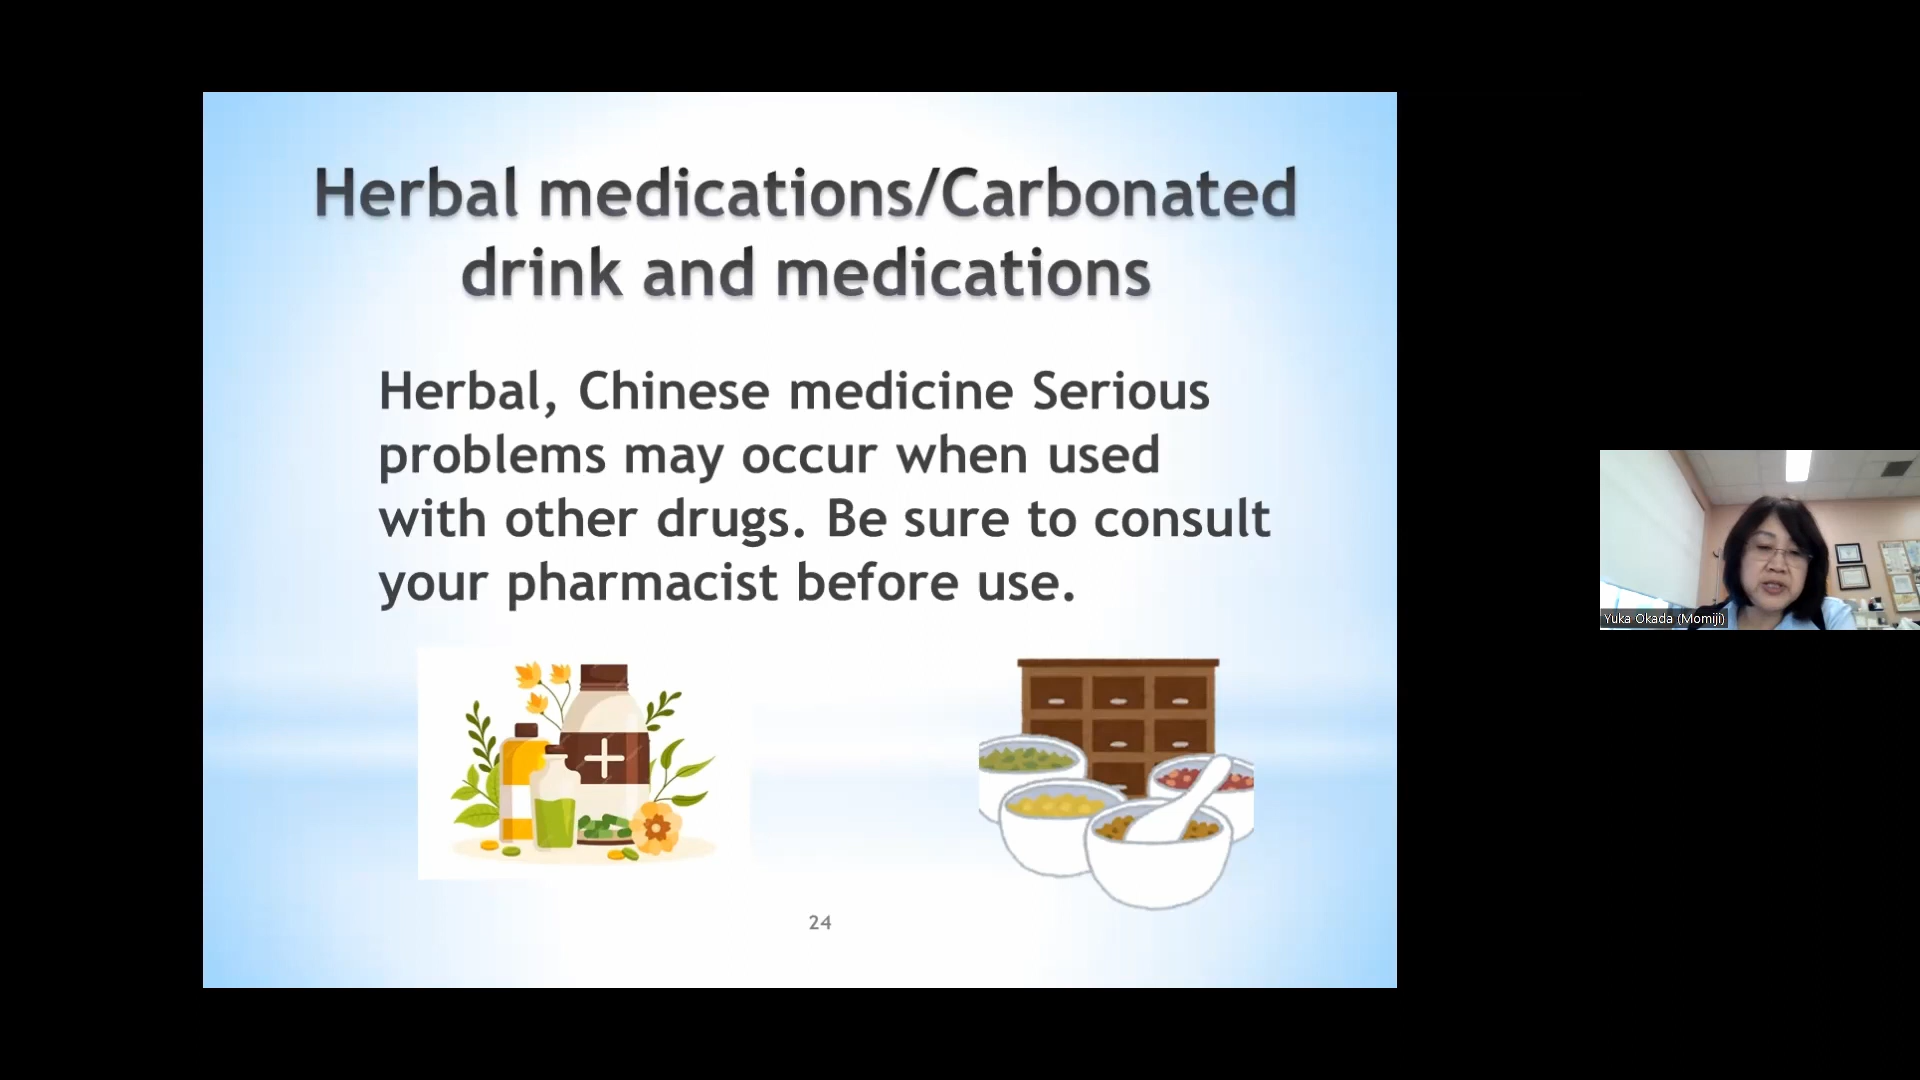 Herbal medications/Carbonated
drink and medications
Herbal, Chinese medicine Serious
problems may occur when used
with other drugs. Be sure to consult
your pharmacist before use.
24
Yuka Okada (Momiji)